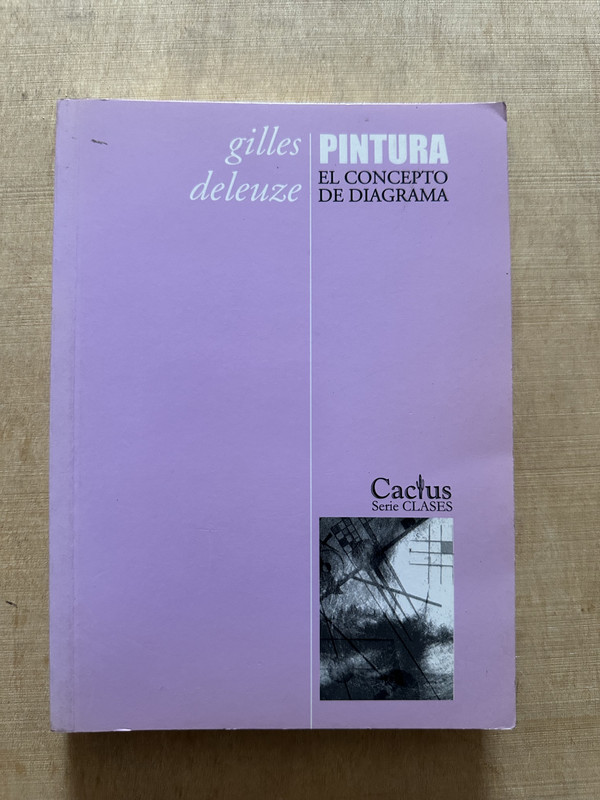 gilles
deleuze
PINTURA
EL CONCEPTO
DE DIAGRAMA
Cactus
Serie CLASES